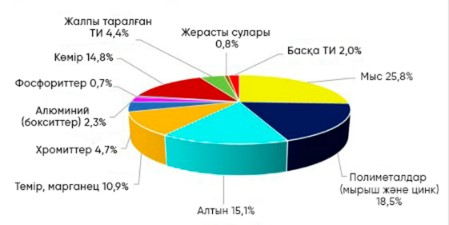 Жалпы таралған
ТИ 4,4%
Жерасты сулары
0,8%
Басқа ТИ 2,0%
Көмір 14,8%
Мыс 25,8%
Фосфориттер 0,7%
Алюминий
(бокситтер) 2,3%
Хромиттер 4,7%
Темір, марганец 10,9%
Алтын 15,1%
Полиметалдар
(мырыш және цинк)
18,5%